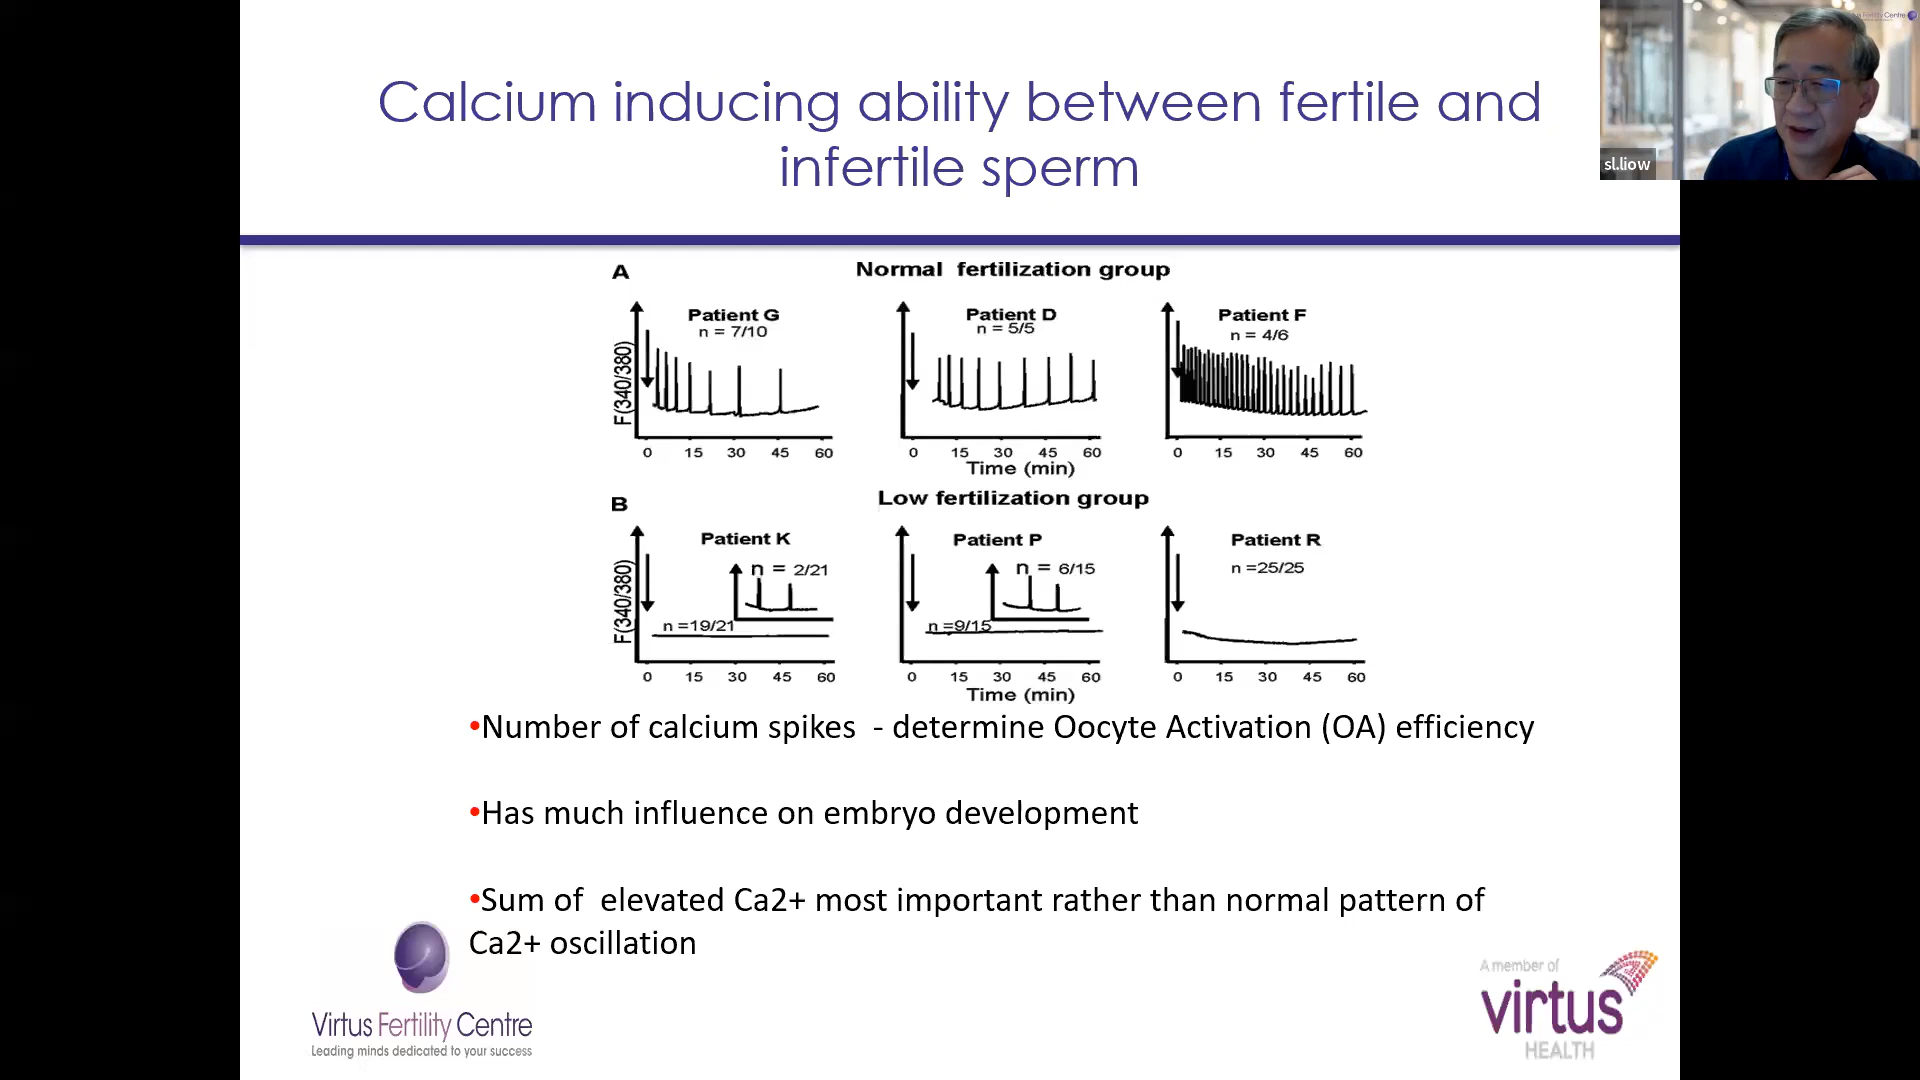 Calcium inducing ability between fertile and
infertile sperm
sl.liow
A
Normal fertilization group
Patient G
n = 7/10
Patient D
n = 5/5
Patient F
n = 4/6
F(340/380)
0 15 30 45 60
0 15 30 45 60
0 15 30 45 60
Time (min)
B
Low fertilization group
Patient K
n = 2/21
n =19/21
Patient P
n = 6/15
n =9/15
Patient R
n =25/25
F(340/380)
0 15 30 45 60
0 15 30 45 60
0 15 30 45 60
Time (min)
•Number of calcium spikes - determine Oocyte Activation (OA) efficiency
•Has much influence on embryo development
•Sum of elevated Ca2+ most important rather than normal pattern of
Ca2+ oscillation
Virtus Fertility Centre
Leading minds dedicated to your success
A member of
virtus
HEALTH